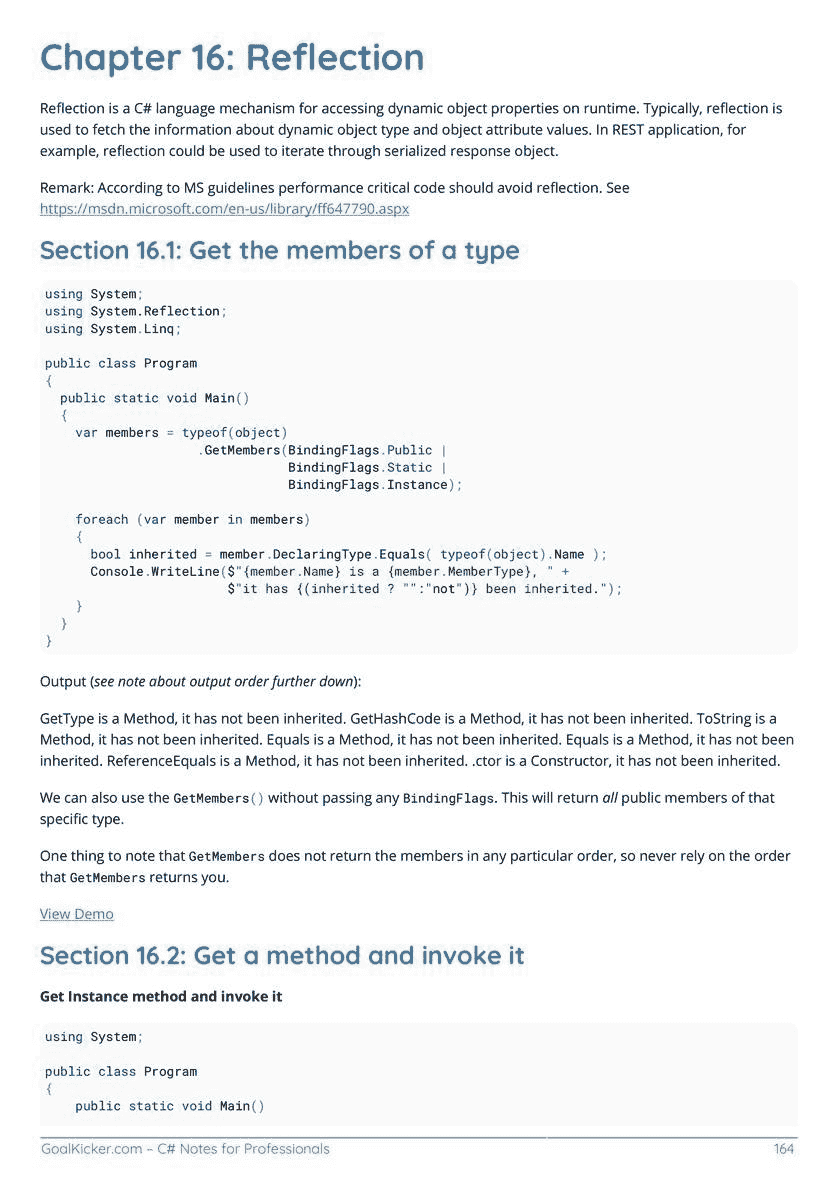 Chapter 16: Reflection
Reflection is a C# language mechanism for accessing dynamic object properties on runtime. Typically, reflection is
used to fetch the information about dynamic object type and object attribute values. In REST application, for
example, reflection could be used to iterate through serialized response object.
Remark: According to MS guidelines performance critical code should avoid reflection. See
https://msdn.microsoft.com/en-us/library/ff647790.aspx
Section 16.1: Get the members of a type
using System;
using System.Reflection;
using System.Linq;
public class Program
{
  public static void Main()
  {
    var members = typeof(object)
                    .GetMembers(BindingFlags.Public |
                                BindingFlags.Static |
                                BindingFlags.Instance);
    foreach (var member in members)
    {
      bool inherited = member.DeclaringType.Equals( typeof(object).Name );
      Console.WriteLine($"{member.Name} is a {member.MemberType}, " +
                        $"it has {(inherited ? "":"not")} been inherited.");
    }
  }
}
Output (see note about output order further down):
GetType is a Method, it has not been inherited. GetHashCode is a Method, it has not been inherited. ToString is a
Method, it has not been inherited. Equals is a Method, it has not been inherited. Equals is a Method, it has not been
inherited. ReferenceEquals is a Method, it has not been inherited. .ctor is a Constructor, it has not been inherited.
We can also use the GetMembers() without passing any BindingFlags. This will return all public members of that
specific type.
One thing to note that GetMembers does not return the members in any particular order, so never rely on the order
that GetMembers returns you.
View Demo
Section 16.2: Get a method and invoke it
Get Instance method and invoke it
using System;
public class Program
{
    public static void Main()
GoalKicker.com – C# Notes for Professionals 164